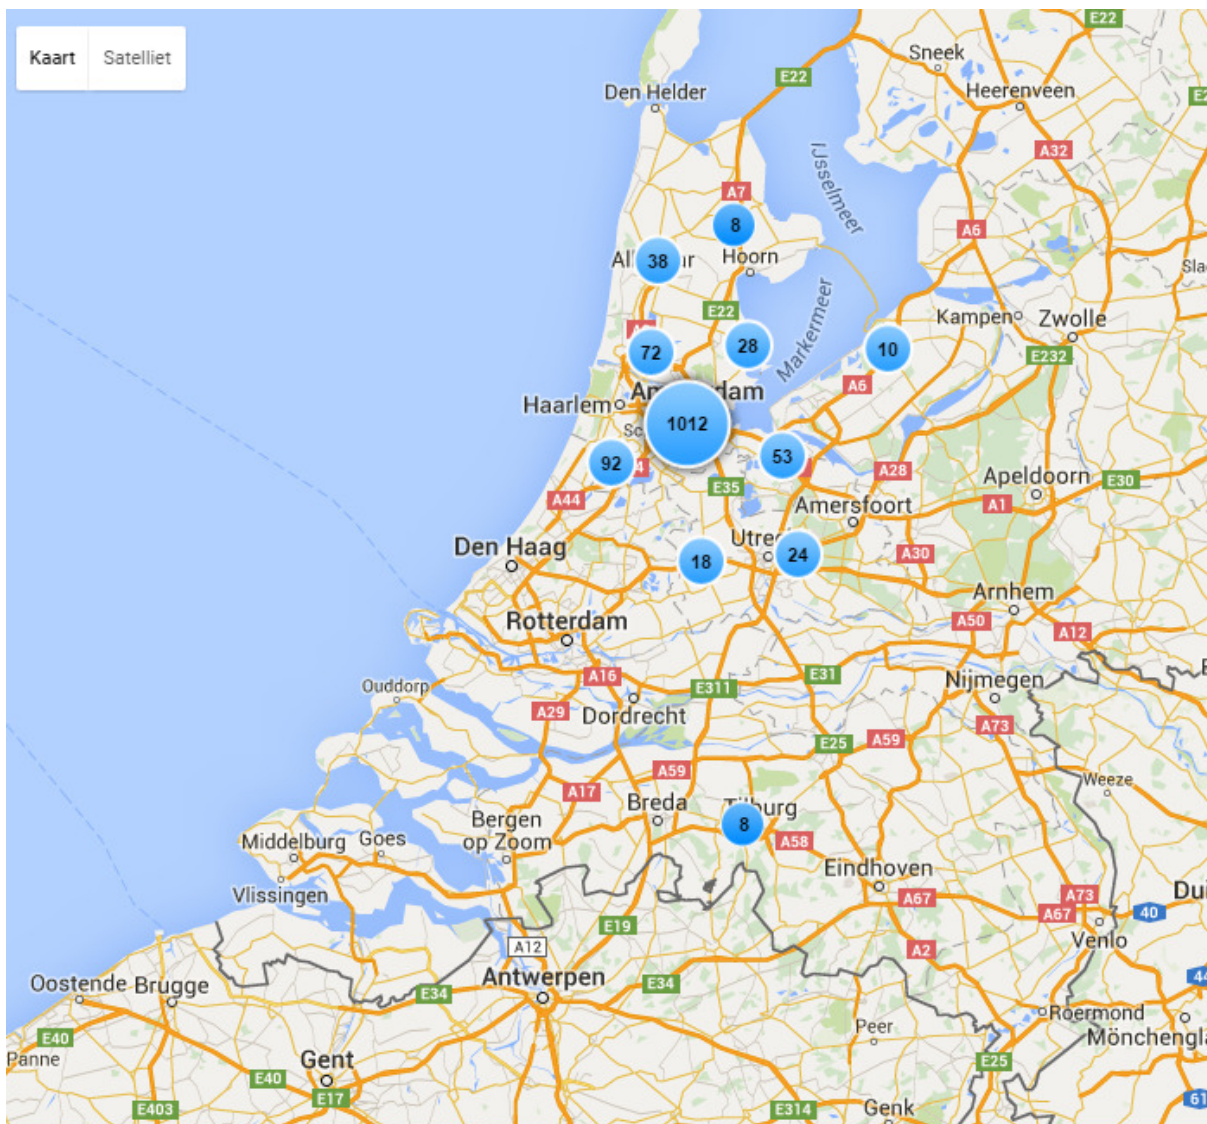 E22
Kaart Satelliet
Sneek
E22
Den Helder
Heerenveen
A32
IJsselmeer
A7
8
A6
38
Hoorn
E22
Markermeer
Kampen
Zwolle
72
28
10
E232
A6
Haarlem
1012
92
53
A28
Apeldoorn
E30
A44
E35
A1
Amersfoort
Den Haag
18
24
A30
Arnhem
Rotterdam
A50
A12
A16
E31
Ouddorp
E311
Nijmegen
A29
Dordrecht
A73
E25
A59
A59
Weeze
A17
Breda
8
Bergen
op Zoom
A58
Middelburg
Goes
Eindhoven
Vlissingen
A67
A73
A67
40
E19
Venlo
A12
A2
Antwerpen
Oostende
Brugge
E34
E34
Roermond
Peer
E40
Panne
Gent
E25
E40
E17
E403
E314
Genk
61